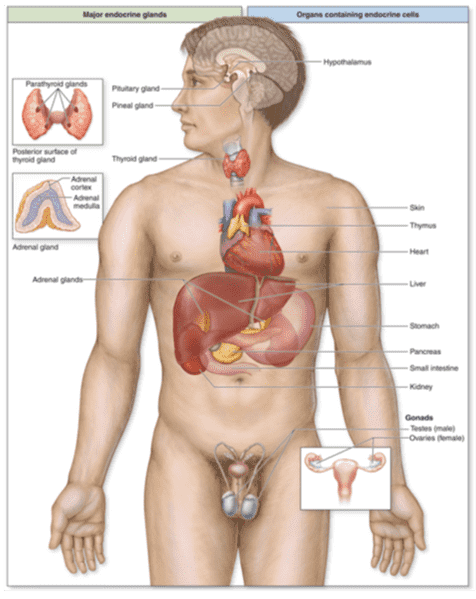 Major endocrine glands
Organs containing endocrine cells
Hypothalamus
Parathyroid glands
Pituitary gland
Pineal gland
Posterior surface of
thyroid gland
Thyroid gland
Adrenal
cortex
Adrenal
medulla
Adrenal gland
Skin
Thymus
Heart
Adrenal glands
Liver
Stomach
Pancreas
Small intestine
Kidney
Gonads
Testes (male)
Ovaries (female)